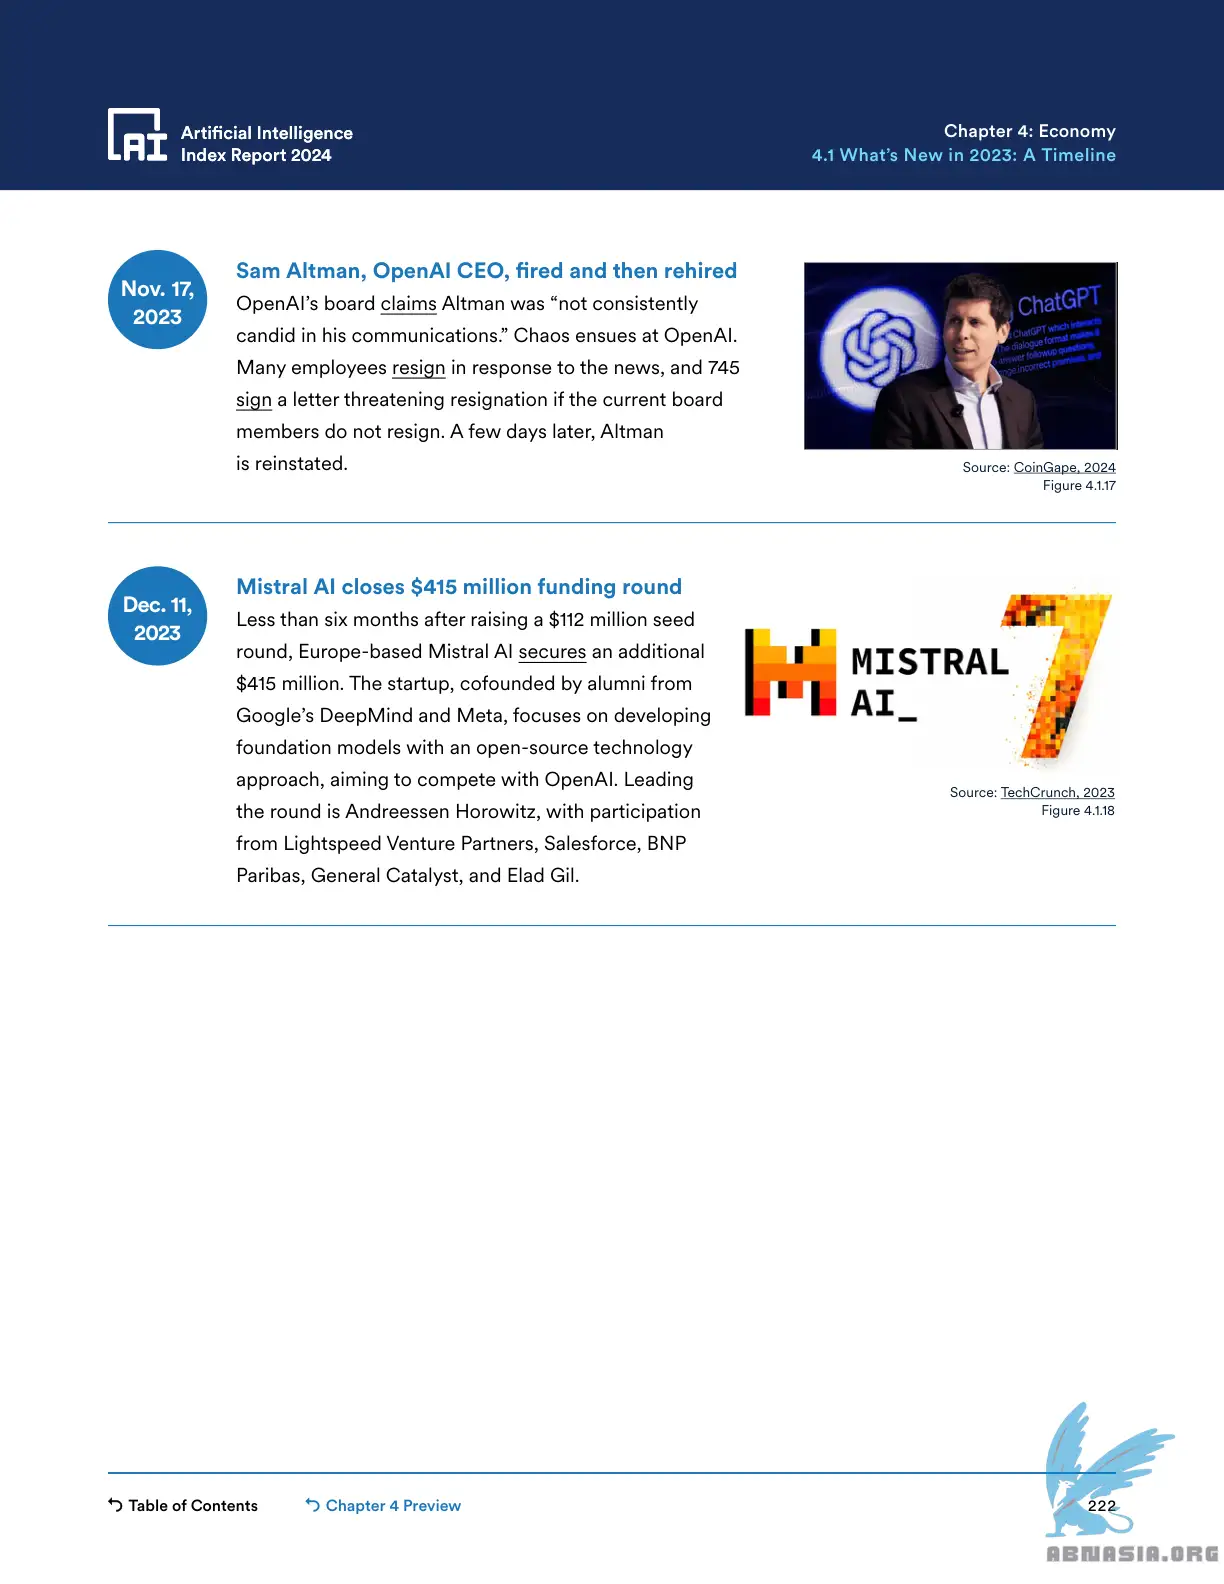 Artificial Intelligence
Index Report 2024
Chapter 4: Economy
4.1 What’s New in 2023: A Timeline
Nov. 17,
2023
Sam Altman, OpenAI CEO, fired and then rehired
OpenAI’s board claims Altman was “not consistently
candid in his communications.” Chaos ensues at OpenAI.
Many employees resign in response to the news, and 745
sign a letter threatening resignation if the current board
members do not resign. A few days later, Altman
is reinstated.
ChatGPT
ChatGPT which interacts
The dialogue format makes it
answer followup questions,
incorrect premises, and
Source: CoinGape, 2024
Figure 4.1.17
Dec. 11,
2023
Mistral AI closes $415 million funding round
Less than six months after raising a $112 million seed
round, Europe-based Mistral AI secures an additional
$415 million. The startup, cofounded by alumni from
Google’s DeepMind and Meta, focuses on developing
foundation models with an open-source technology
approach, aiming to compete with OpenAI. Leading
the round is Andreessen Horowitz, with participation
from Lightspeed Venture Partners, Salesforce, BNP
Paribas, General Catalyst, and Elad Gil.
MISTRAL
AI_
7
Source: TechCrunch, 2023
Figure 4.1.18
Table of Contents
Chapter 4 Preview
222
ABNASIA.ORG